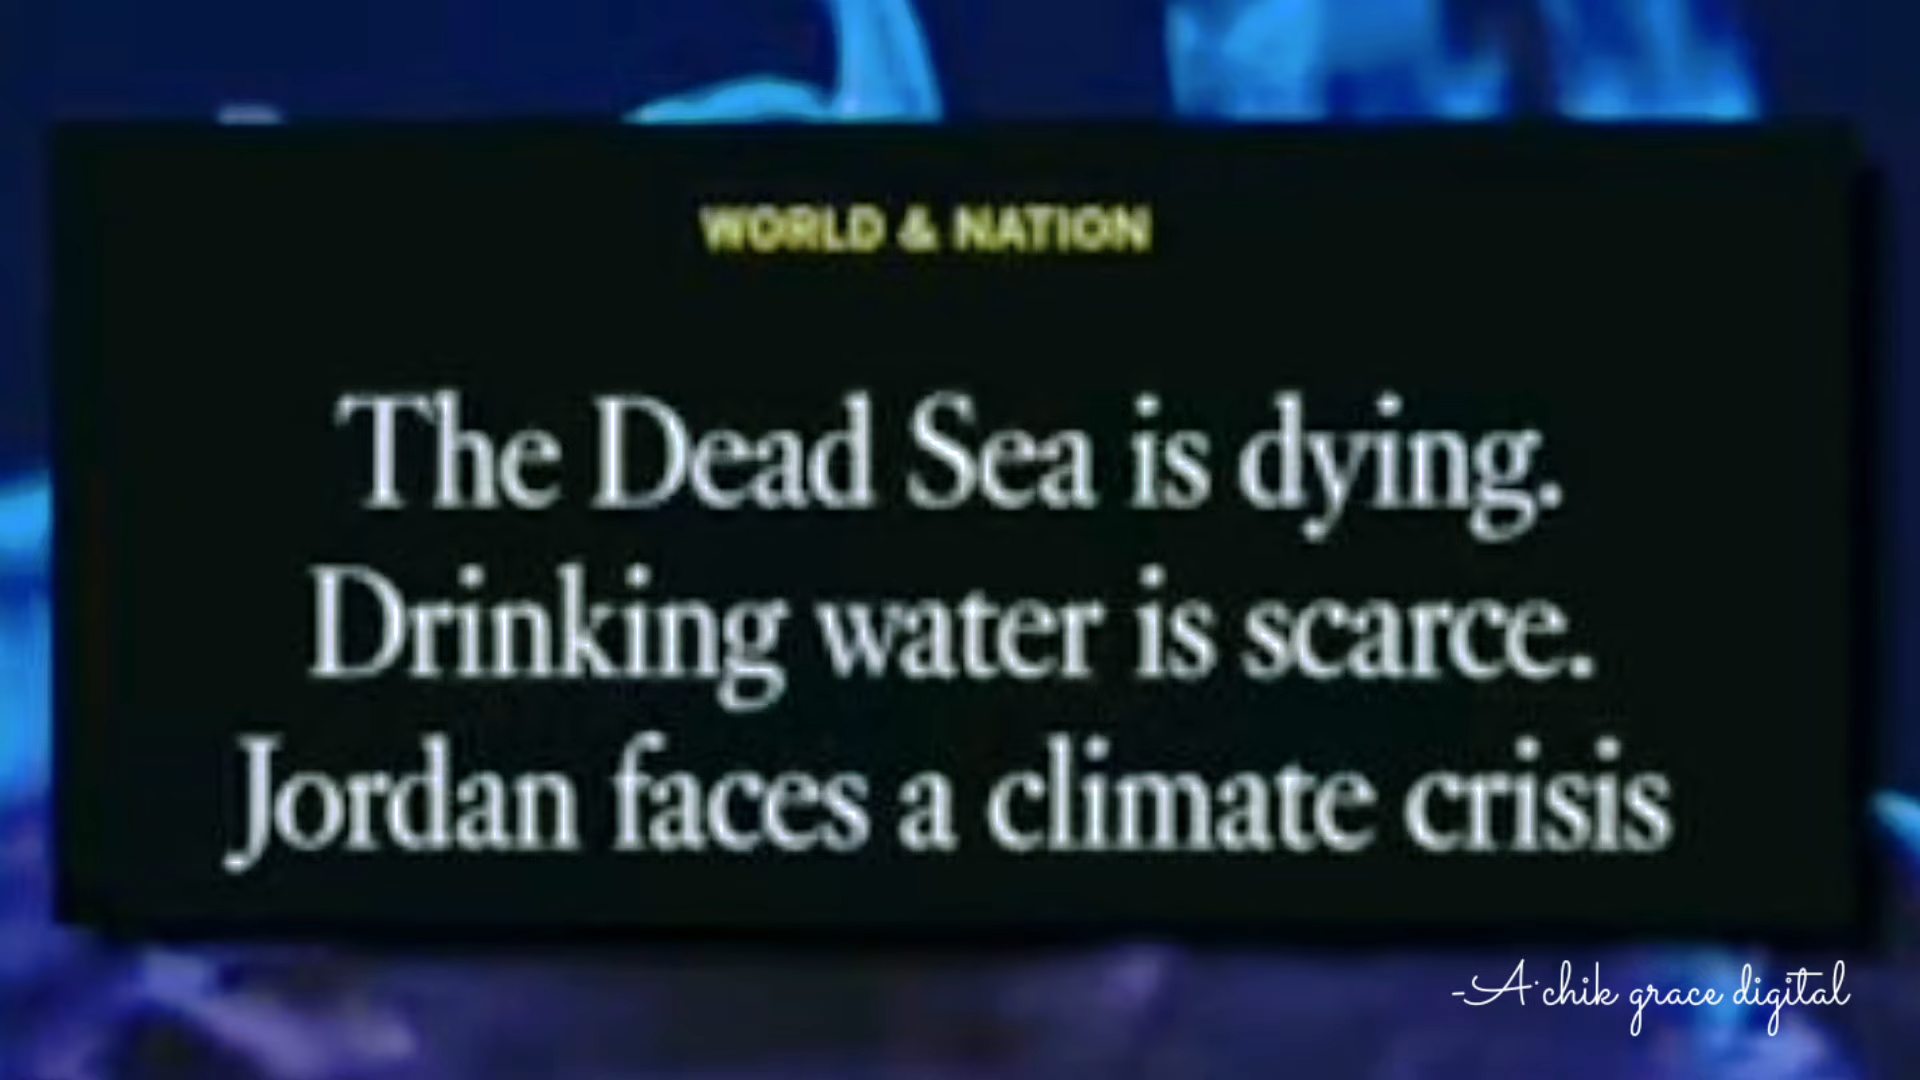 WORLD & NATION
The Dead Sea is dying.
Drinking water is scarce.
Jordan faces a climate crisis
-A·chik grace digital